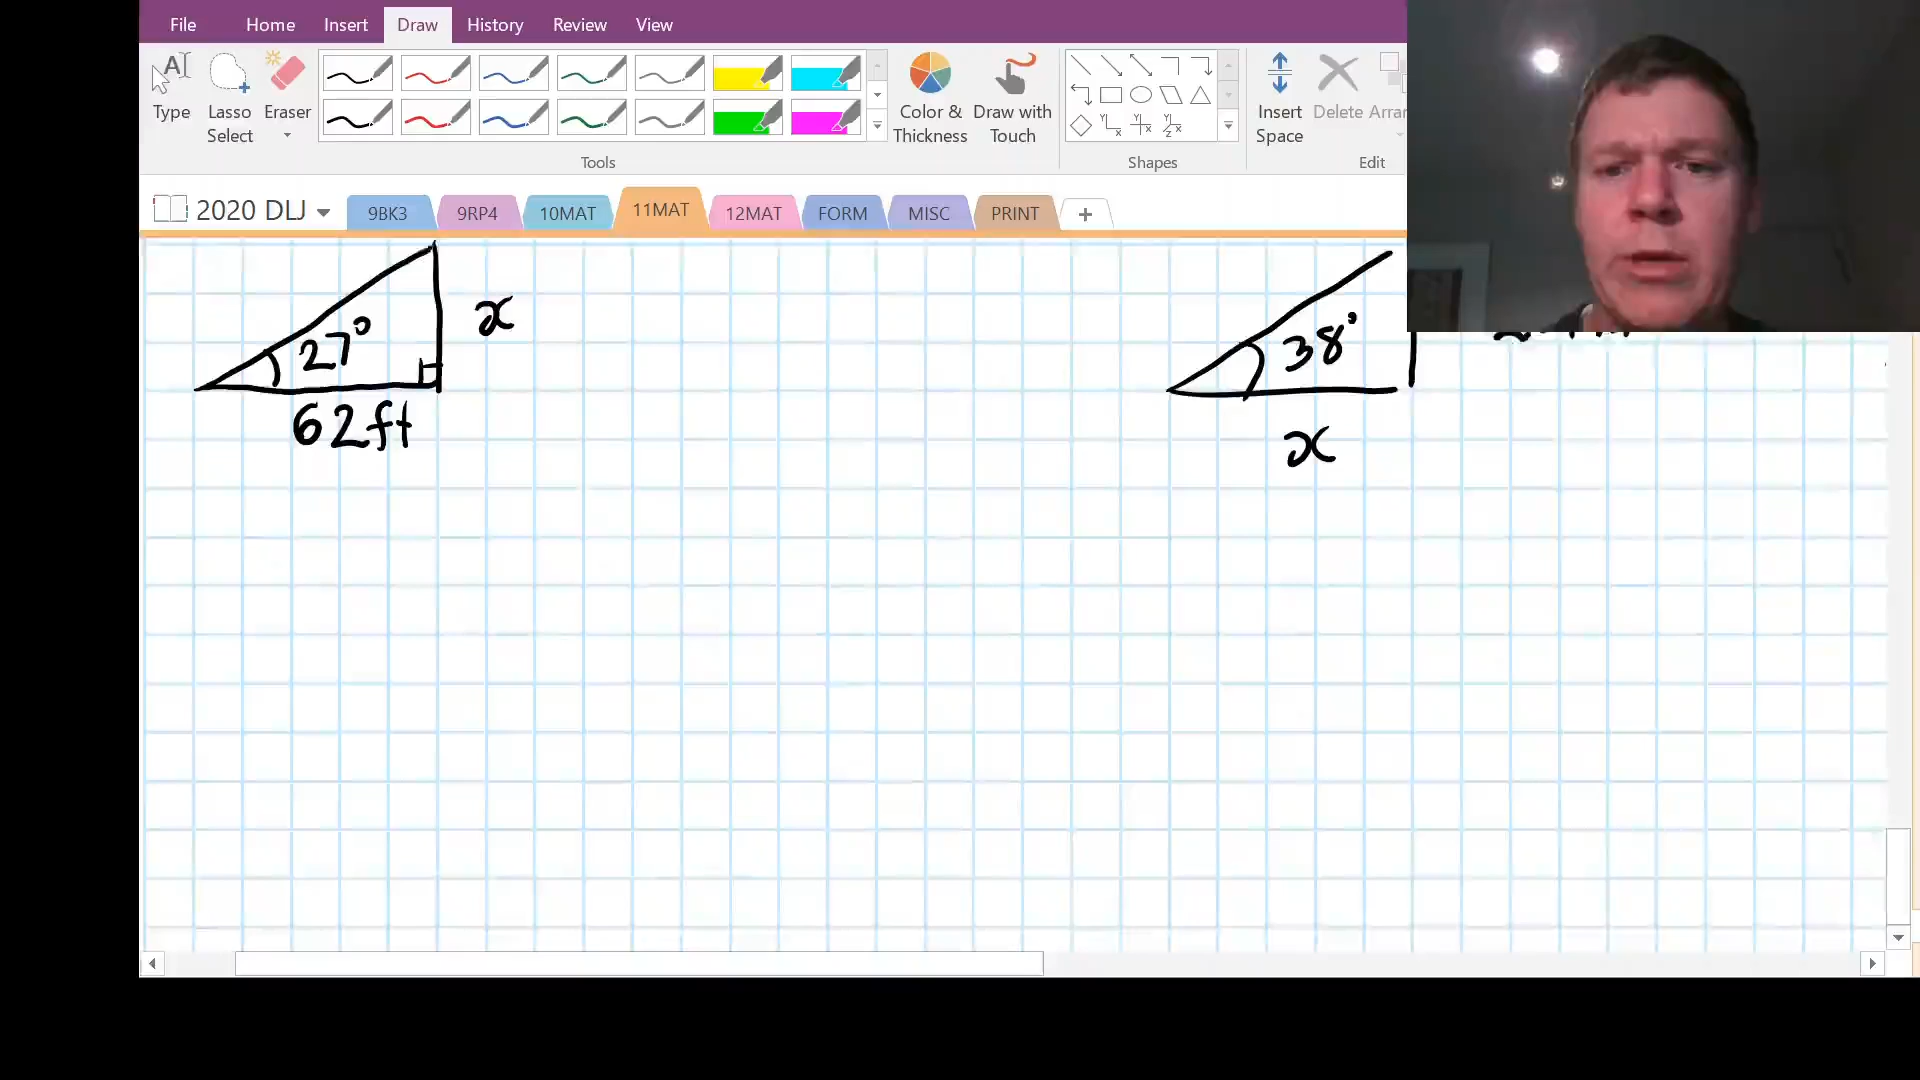 File Home Insert Draw History Review View
Type Lasso Select Eraser Color & Thickness Draw with Touch Insert Space Delete
Tools Shapes Edit
2020 DLJ 9BK3 9RP4 10MAT 11MAT 12MAT FORM MISC PRINT
27°
x
62ft
38°
x